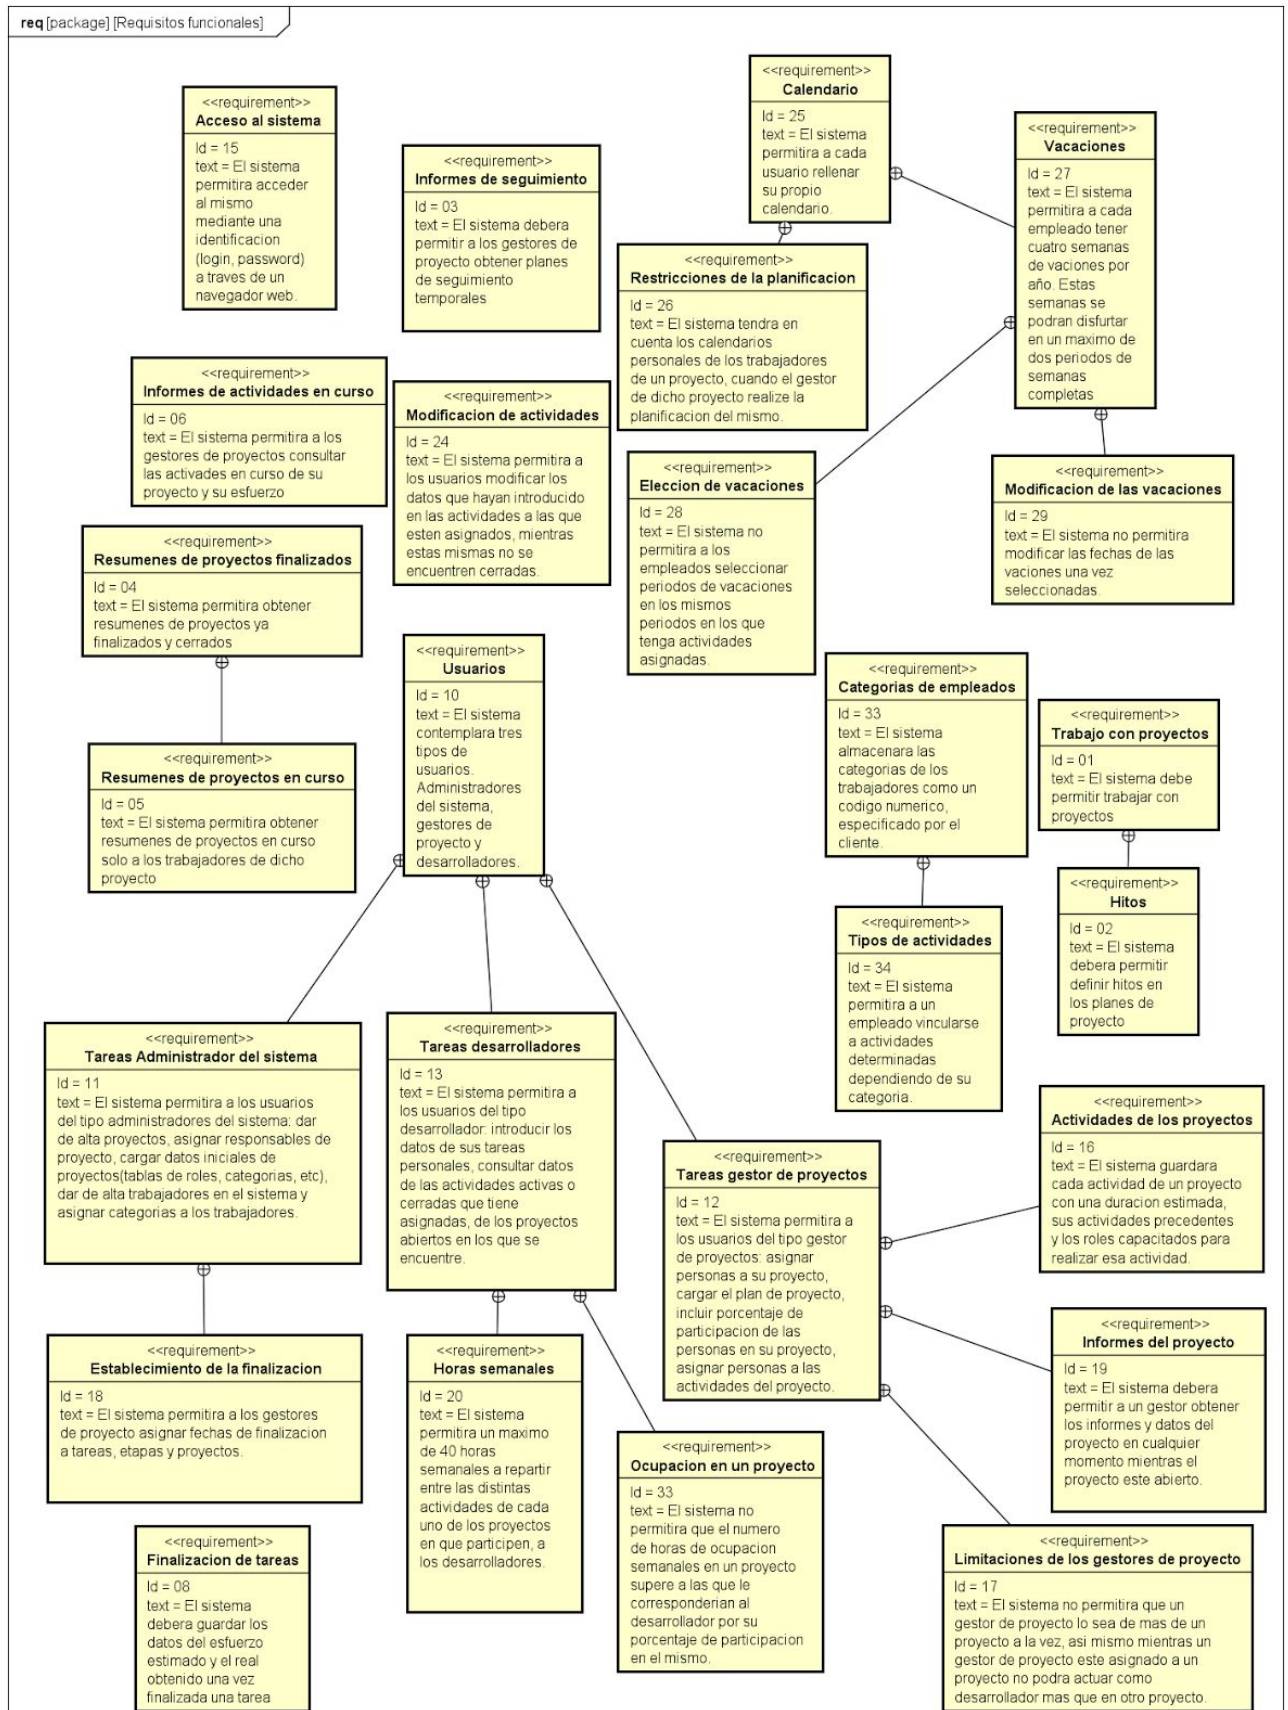 req [package] [Requisitos funcionales]
<<requirement>>
Acceso al sistema
Id = 15
text = El sistema
permitira acceder
al mismo
mediante una
identificacion
(login, password)
a traves de un
navegador web.
<<requirement>>
Informes de seguimiento
Id = 03
text = El sistema debera
permitir a los gestores de
proyecto obtener planes
de seguimiento
temporales
<<requirement>>
Calendario
Id = 25
text = El sistema
permitira a cada
usuario rellenar
su propio
calendario.
<<requirement>>
Vacaciones
Id = 27
text = El sistema
permitira a cada
empleado tener
cuatro semanas
de vaciones por
año. Estas
semanas se
podran disfurtar
en un maximo de
dos periodos de
semanas
completas
<<requirement>>
Restricciones de la planificacion
Id = 26
text = El sistema tendra en
cuenta los calendarios
personales de los trabajadores
de un proyecto, cuando el gestor
de dicho proyecto realize la
planificacion del mismo.
<<requirement>>
Informes de actividades en curso
Id = 06
text = El sistema permitira a los
gestores de proyectos consultar
las activades en curso de su
proyecto y su esfuerzo
<<requirement>>
Modificacion de actividades
Id = 24
text = El sistema permitira a
los usuarios modificar los
datos que hayan introducido
en las actividades a las que
esten asignados, mientras
estas mismas no se
encuentren cerradas.
<<requirement>>
Eleccion de vacaciones
Id = 28
text = El sistema no
permitira a los
empleados seleccionar
periodos de vacaciones
en los mismos
periodos en los que
tenga actividades
asignadas.
<<requirement>>
Modificacion de las vacaciones
Id = 29
text = El sistema no permitira
modificar las fechas de las
vaciones una vez
seleccionadas.
<<requirement>>
Resumenes de proyectos finalizados
Id = 04
text = El sistema permitira obtener
resumenes de proyectos ya
finalizados y cerrados
<<requirement>>
Usuarios
Id = 10
text = El sistema
contemplara tres
tipos de
usuarios.
Administradores
del sistema,
gestores de
proyecto y
desarrolladores.
<<requirement>>
Categorias de empleados
Id = 33
text = El sistema
almacenara las
categorias de los
trabajadores como un
codigo numerico,
especificado por el
cliente.
<<requirement>>
Trabajo con proyectos
Id = 01
text = El sistema debe
permitir trabajar con
proyectos
<<requirement>>
Resumenes de proyectos en curso
Id = 05
text = El sistema permitira obtener
resumenes de proyectos en curso
solo a los trabajadores de dicho
proyecto
<<requirement>>
Hitos
Id = 02
text = El sistema
debera permitir
definir hitos en
los planes de
proyecto
<<requirement>>
Tipos de actividades
Id = 34
text = El sistema
permitira a un
empleado vincularse
a actividades
determinadas
dependiendo de su
categoria.
<<requirement>>
Tareas Administrador del sistema
Id = 11
text = El sistema permitira a los usuarios
del tipo administradores del sistema: dar
de alta proyectos, asignar responsables de
proyecto, cargar datos iniciales de
proyectos(tablas de roles, categorias, etc),
dar de alta trabajadores en el sistema y
asignar categorias a los trabajadores.
<<requirement>>
Tareas desarrolladores
Id = 13
text = El sistema permitira a
los usuarios del tipo
desarrollador: introducir los
datos de sus tareas
personales, consultar datos
de las actividades activas o
cerradas que tiene
asignadas, de los proyectos
abiertos en los que se
encuentre.
<<requirement>>
Tareas gestor de proyectos
Id = 12
text = El sistema permitira a
los usuarios del tipo gestor
de proyectos: asignar
personas a su proyecto,
cargar el plan de proyecto,
incluir porcentaje de
participacion de las
personas en su proyecto,
asignar personas a las
actividades del proyecto.
<<requirement>>
Actividades de los proyectos
Id = 16
text = El sistema guardara
cada actividad de un proyecto
con una duracion estimada,
sus actividades precedentes
y los roles capacitados para
realizar esa actividad.
<<requirement>>
Informes del proyecto
Id = 19
text = El sistema debera
permitir a un gestor obtener
los informes y datos del
proyecto en cualquier
momento mientras el
proyecto este abierto.
<<requirement>>
Establecimiento de la finalizacion
Id = 18
text = El sistema permitira a los gestores
de proyecto asignar fechas de finalizacion
a tareas, etapas y proyectos.
<<requirement>>
Horas semanales
Id = 20
text = El sistema
permitira un maximo
de 40 horas
semanales a repartir
entre las distintas
actividades de cada
uno de los proyectos
en que participen, a
los desarrolladores.
<<requirement>>
Ocupacion en un proyecto
Id = 33
text = El sistema no
permitira que el numero
de horas de ocupacion
semanales en un proyecto
supere a las que le
corresponderian al
desarrollador por su
porcentaje de participacion
en el mismo.
<<requirement>>
Finalizacion de tareas
Id = 08
text = El sistema
debera guardar los
datos del esfuerzo
estimado y el real
obtenido una vez
finalizada una tarea
<<requirement>>
Limitaciones de los gestores de proyecto
Id = 17
text = El sistema no permitira que un
gestor de proyecto lo sea de mas de un
proyecto a la vez, asi mismo mientras un
gestor de proyecto este asignado a un
proyecto no podra actuar como
desarrollador mas que en otro proyecto.